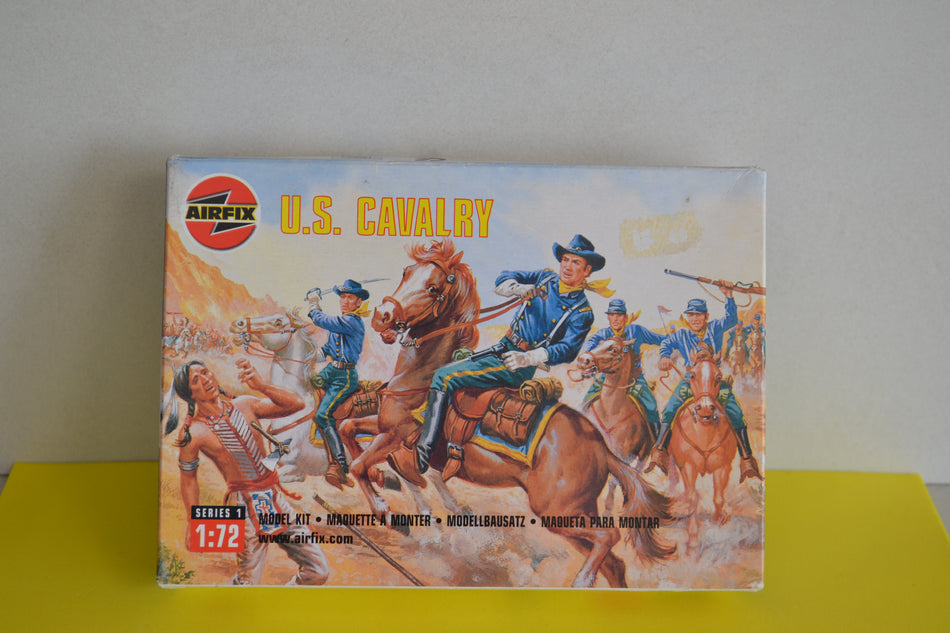 AIRFIX
U.S. CAVALRY
SERIES 1
1:72
MODEL KIT • MAQUETTE A MONTER • MODELLBAUSATZ • MAQUETA PARA MONTAR
www.airfix.com